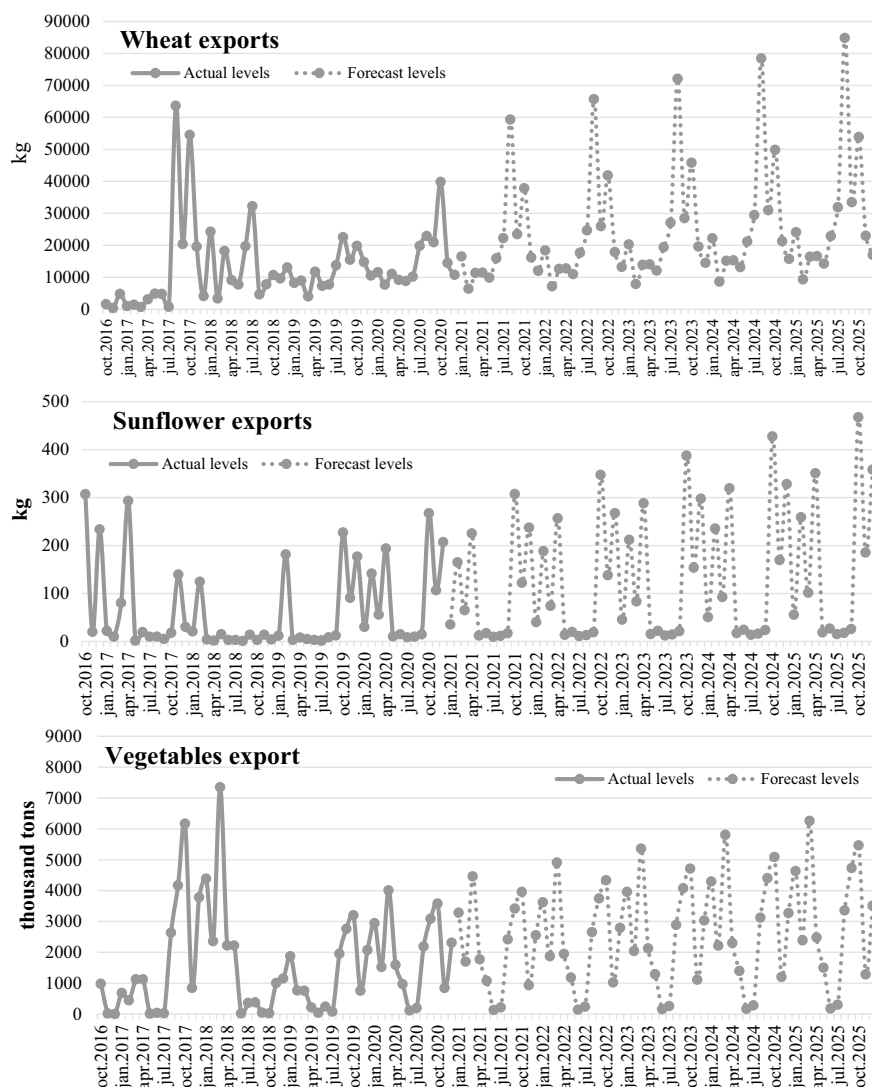 Wheat exports
Actual levels
Forecast levels
kg
90000
80000
70000
60000
50000
40000
30000
20000
10000
0
oct.2016
jan.2017
apr.2017
jul.2017
oct.2017
jan.2018
apr.2018
jul.2018
oct.2018
jan.2019
apr.2019
jul.2019
oct.2019
jan.2020
apr.2020
jul.2020
oct.2020
jan.2021
apr.2021
jul.2021
oct.2021
jan.2022
apr.2022
jul.2022
oct.2022
jan.2023
apr.2023
jul.2023
oct.2023
jan.2024
apr.2024
jul.2024
oct.2024
jan.2025
apr.2025
jul.2025
oct.2025
Sunflower exports
Actual levels
Forecast levels
kg
500
400
300
200
100
0
oct.2016
jan.2017
apr.2017
jul.2017
oct.2017
jan.2018
apr.2018
jul.2018
oct.2018
jan.2019
apr.2019
jul.2019
oct.2019
jan.2020
apr.2020
jul.2020
oct.2020
jan.2021
apr.2021
jul.2021
oct.2021
jan.2022
apr.2022
jul.2022
oct.2022
jan.2023
apr.2023
jul.2023
oct.2023
jan.2024
apr.2024
jul.2024
oct.2024
jan.2025
apr.2025
jul.2025
oct.2025
Vegetables export
Actual levels
Forecast levels
thousand tons
9000
8000
7000
6000
5000
4000
3000
2000
1000
0
oct.2016
jan.2017
apr.2017
jul.2017
oct.2017
jan.2018
apr.2018
jul.2018
oct.2018
jan.2019
apr.2019
jul.2019
oct.2019
jan.2020
apr.2020
jul.2020
oct.2020
jan.2021
apr.2021
jul.2021
oct.2021
jan.2022
apr.2022
jul.2022
oct.2022
jan.2023
apr.2023
jul.2023
oct.2023
jan.2024
apr.2024
jul.2024
oct.2024
jan.2025
apr.2025
jul.2025
oct.2025